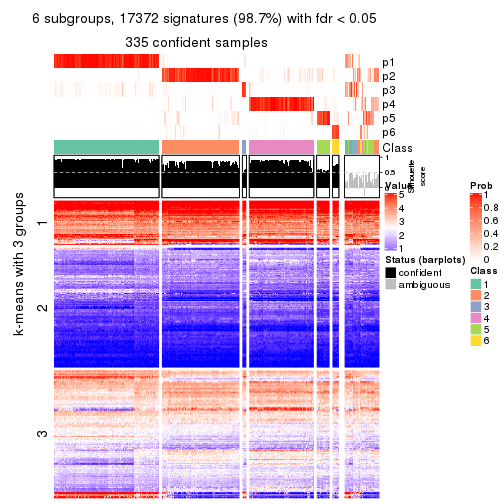 6 subgroups, 17372 signatures (98.7%) with fdr < 0.05
335 confident samples
p1
p2
p3
p4
p5
p6
Class
1
0.5
0
Silhouette
score
k-means with 3 groups
1
2
3
Value
5
4
3
2
1
Status (barplots)
confident
ambiguous
Prob
1
0.8
0.6
0.4
0.2
0
Class
1
2
3
4
5
6